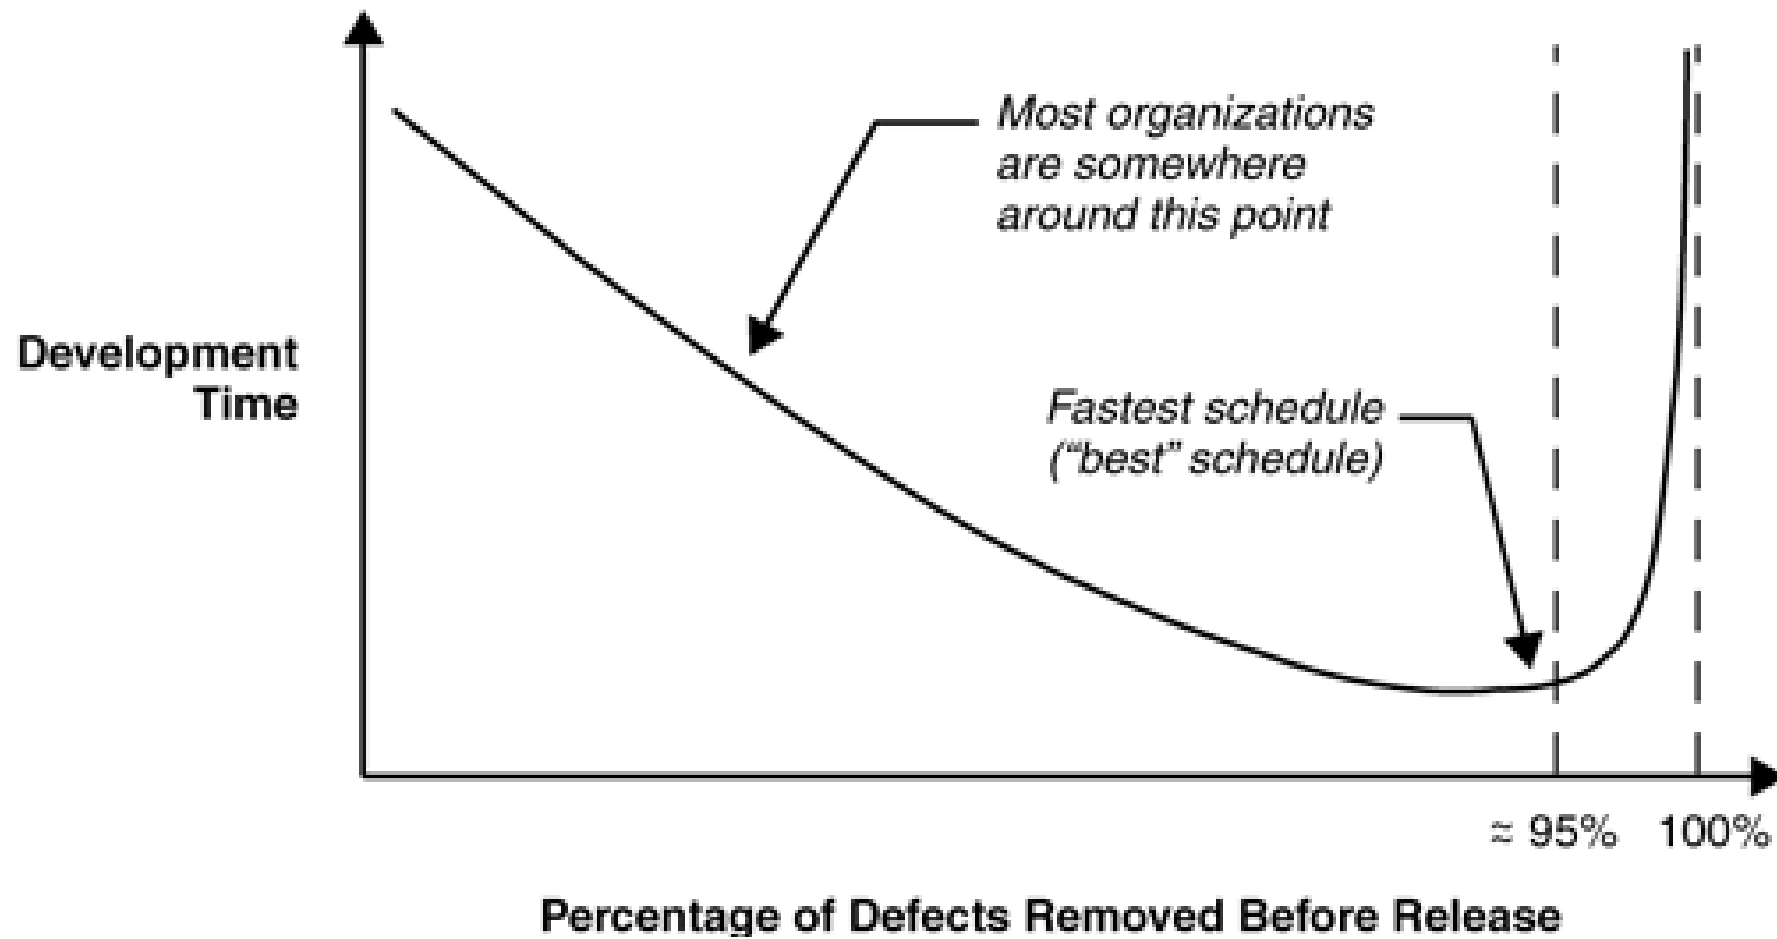 Most organizations
are somewhere
around this point
Development
Time
Fastest schedule
(“best” schedule)
≈ 95%
100%
Percentage of Defects Removed Before Release